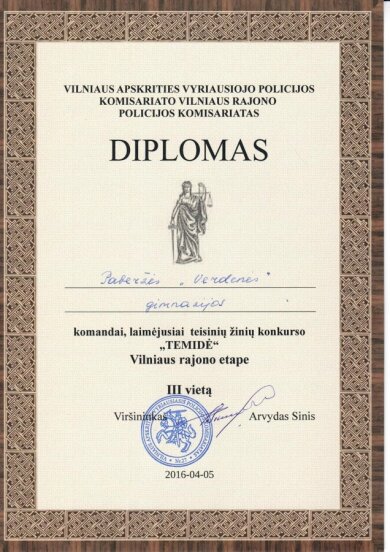 VILNIAUS APSKRITIES VYRIAUSIOJO POLICIJOS
KOMISARIATO VILNIAUS RAJONO
POLICIJOS KOMISARIATAS
DIPLOMAS
Paberžės „Verdenės"
gimnazijos
komandai, laimėjusiai teisinių žinių konkurso
„TEMIDĖ“
Vilniaus rajono etape
III vietą
Viršininkas Arvydas Sinis
2016-04-05